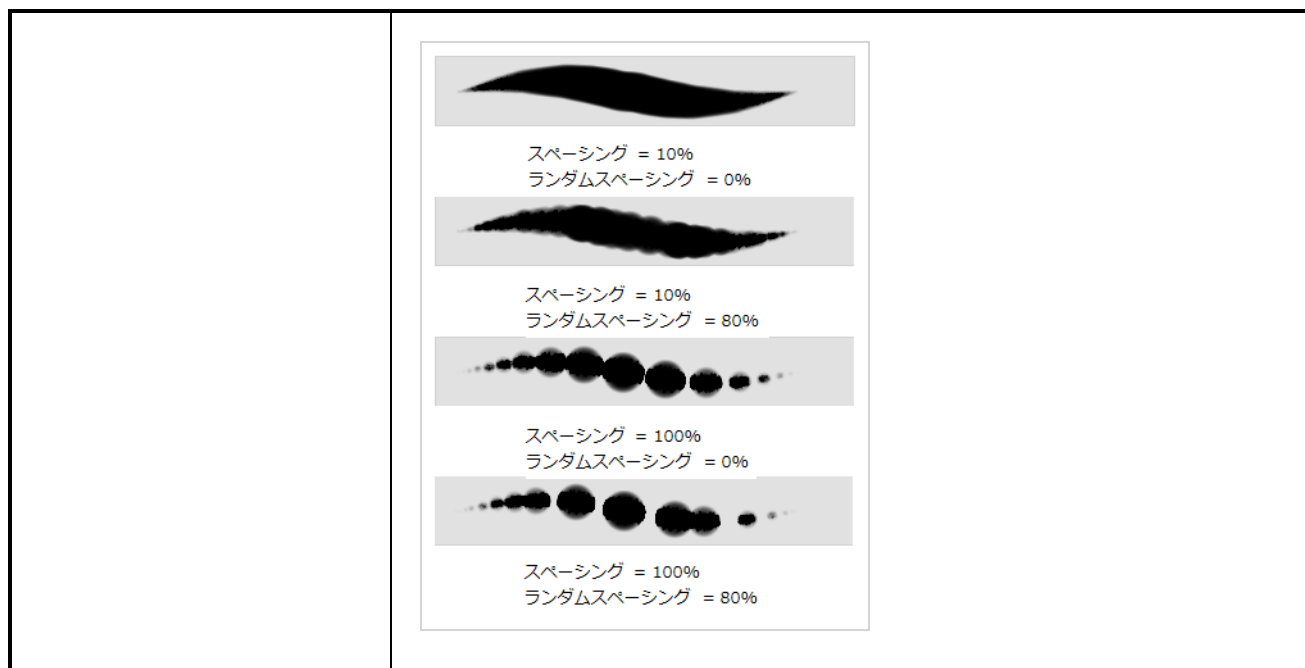 スペーシング = 10%
ランダムスペーシング = 0%
スペーシング = 10%
ランダムスペーシング = 80%
スペーシング = 100%
ランダムスペーシング = 0%
スペーシング = 100%
ランダムスペーシング = 80%